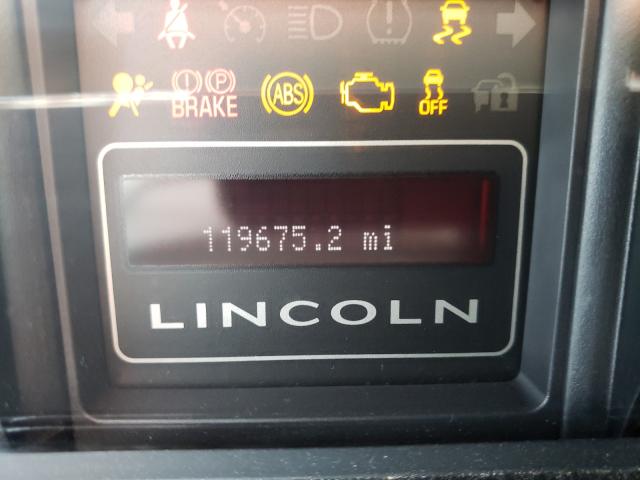 BRAKE ABS OFF
119675.2 mi
LINCOLN